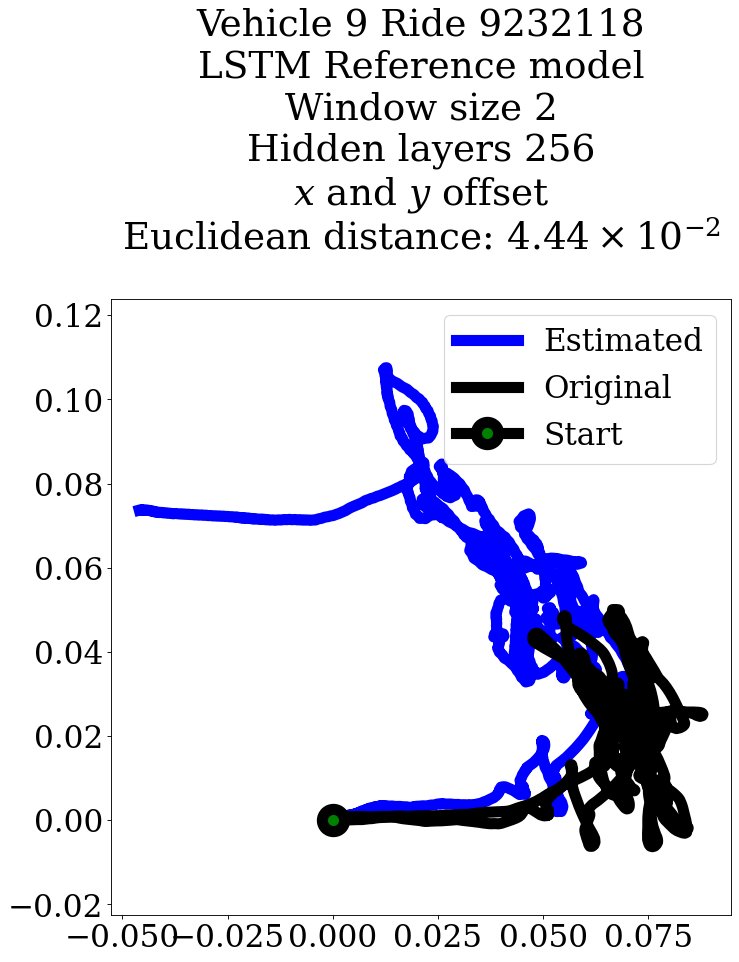 Vehicle 9 Ride 9232118
LSTM Reference model
Window size 2
Hidden layers 256
x and y offset
Euclidean distance: 4.44 × 10⁻²
Estimated
Original
Start
0.12
0.10
0.08
0.06
0.04
0.02
0.00
−0.02
−0.050 −0.025 0.000 0.025 0.050 0.075